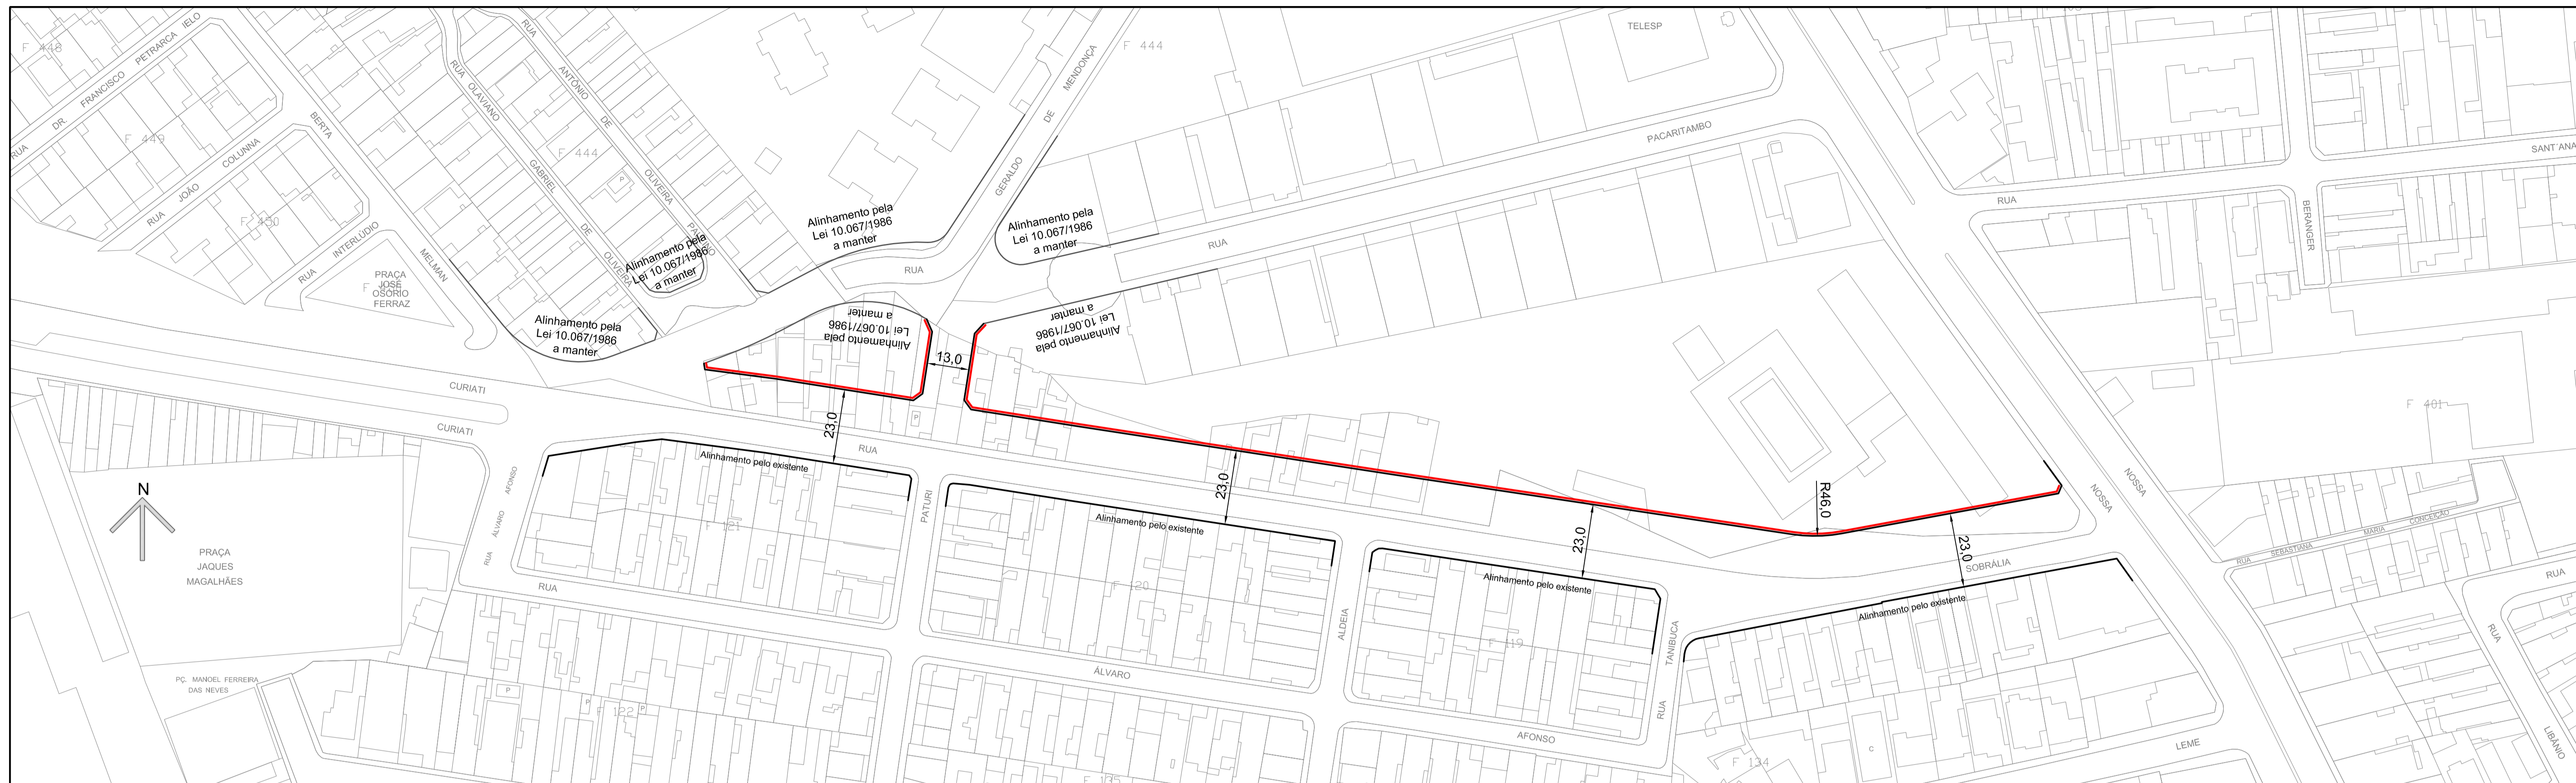 F 448
RUA DR. FRANCISCO PETRARCA IELO
F 449
RUA JOÃO COLUNNA
F 450
RUA INTERLÚDIO
BERTA MELMAN
PRAÇA
JOSÉ
OSÓRIO
FERRAZ
RUA OLAVIANO GABRIEL DE OLIVEIRA
F 444
P
RUA ANTÔNIO DE OLIVEIRA
Alinhamento pela
Lei 10.067/1986
a manter
Alinhamento pela
Lei 10.067/1986
a manter
Alinhamento pela
Lei 10.067/1986
a manter
RUA GERALDO DE MENDONÇA
F 444
Alinhamento pela
Lei 10.067/1986
a manter
TELESP
RUA PACARITAMBO
RUA SANT'ANA
BERANGER
Alinhamento pela
Lei 10.067/1986
a manter
Alinhamento pela
Lei 10.067/1986
a manter
13,0
CURIATI
CURIATI
RUA
P
23,0
23,0
23,0
R46,0
23,0
SOBRÁLIA
NOSSA
NOSSA
F 401
N
PRAÇA
JAQUES
MAGALHÃES
RUA ÁLVARO AFONSO
Alinhamento pelo existente
F 121
PATURI
Alinhamento pelo existente
F 120
ALDEIA
Alinhamento pelo existente
F 119
RUA TANIBUCA
Alinhamento pelo existente
RUA SEBASTIANA MARIA CONCEIÇÃO
RUA
RUA LIBÂNIO
PÇ. MANOEL FERREIRA
DAS NEVES
RUA ÁLVARO AFONSO LEME
P
P
P
F 122
C
F 134